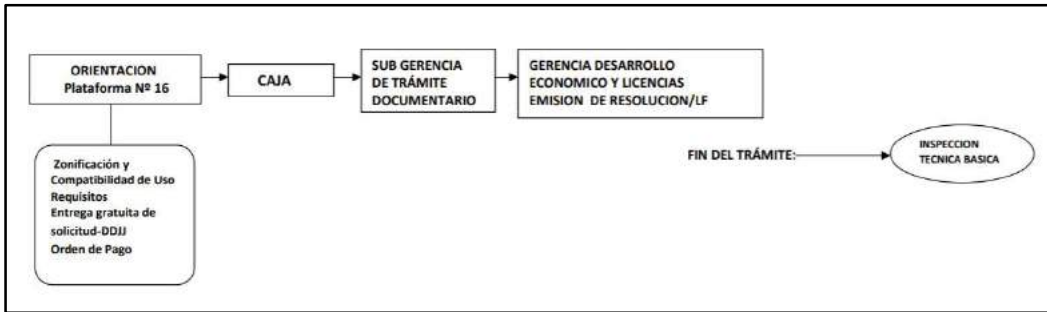 ORIENTACION
Plataforma Nº 16
CAJA
SUB GERENCIA
DE TRÁMITE
DOCUMENTARIO
GERENCIA DESARROLLO
ECONOMICO Y LICENCIAS
EMISION DE RESOLUCION/LF
Zonificación y
Compatibilidad de Uso
Requisitos
Entrega gratuita de
solicitud-DDJJ
Orden de Pago
FIN DEL TRÁMITE:
INSPECCION
TECNICA BASICA